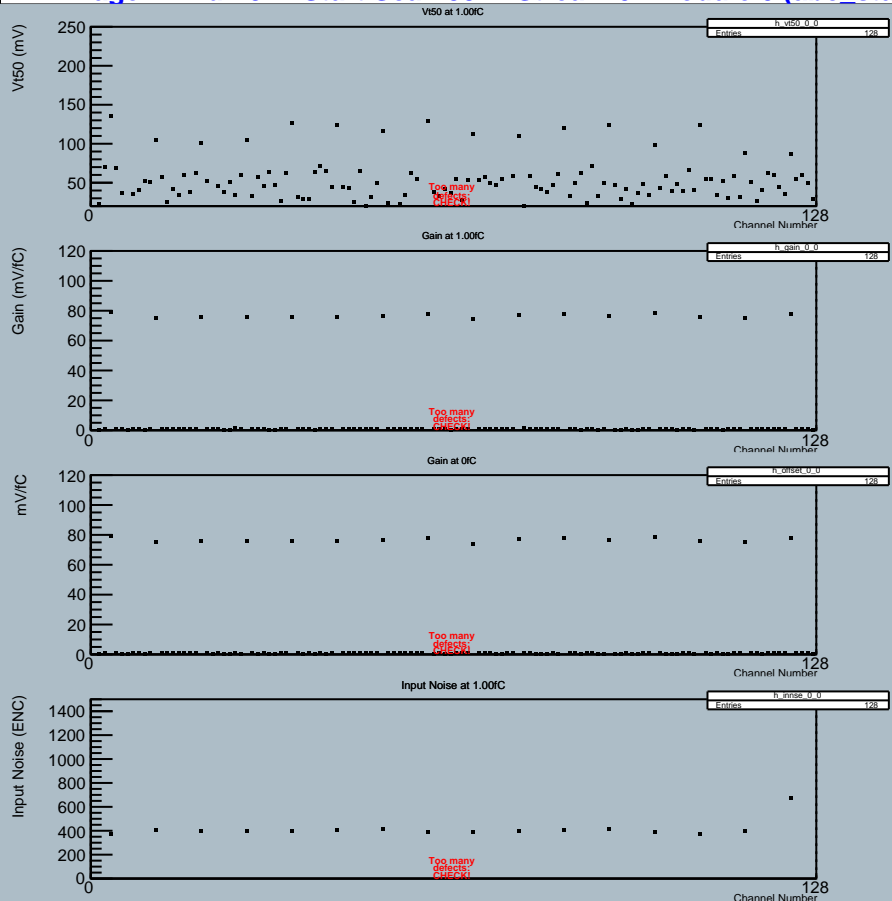 Vt50 at 1.00fC
h_vt50_0_0
Entries 128
Vt50 (mV)
250
200
150
100
50
Too many
defects:
CHECK!
0
128
Channel Number
Gain at 1.00fC
h_gain_0_0
Entries 128
Gain (mV/fC)
120
100
80
60
40
20
0
Too many
defects:
CHECK!
0
128
Channel Number
Gain at 0fC
h_offset_0_0
Entries 128
mV/fC
120
100
80
60
40
20
0
Too many
defects:
CHECK!
0
128
Channel Number
Input Noise at 1.00fC
h_innse_0_0
Entries 128
Input Noise (ENC)
1400
1200
1000
800
600
400
200
0
Too many
defects:
CHECK!
0
128
Channel Number